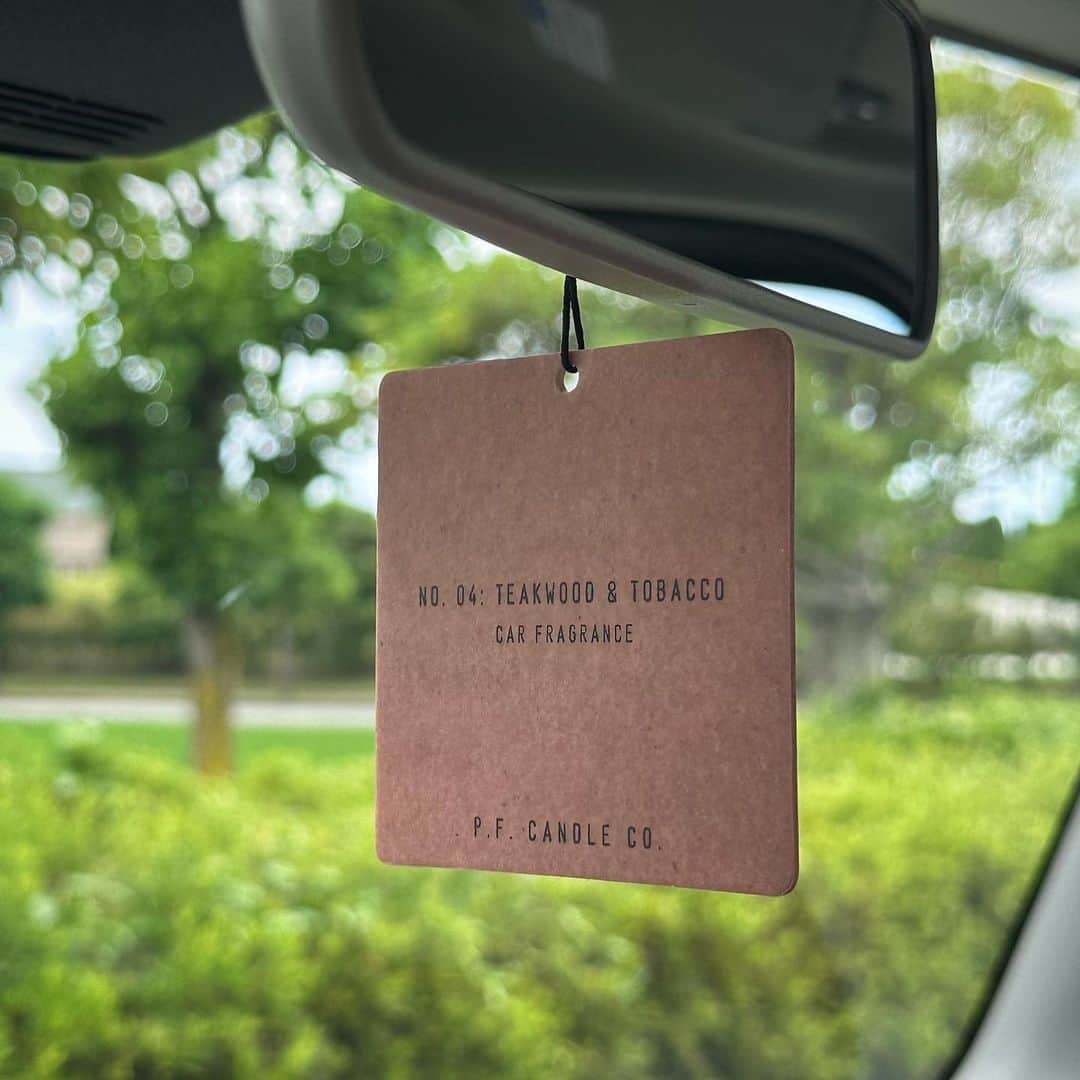 NO. 04: TEAKWOOD & TOBACCO
CAR FRAGRANCE
P.F. CANDLE CO.